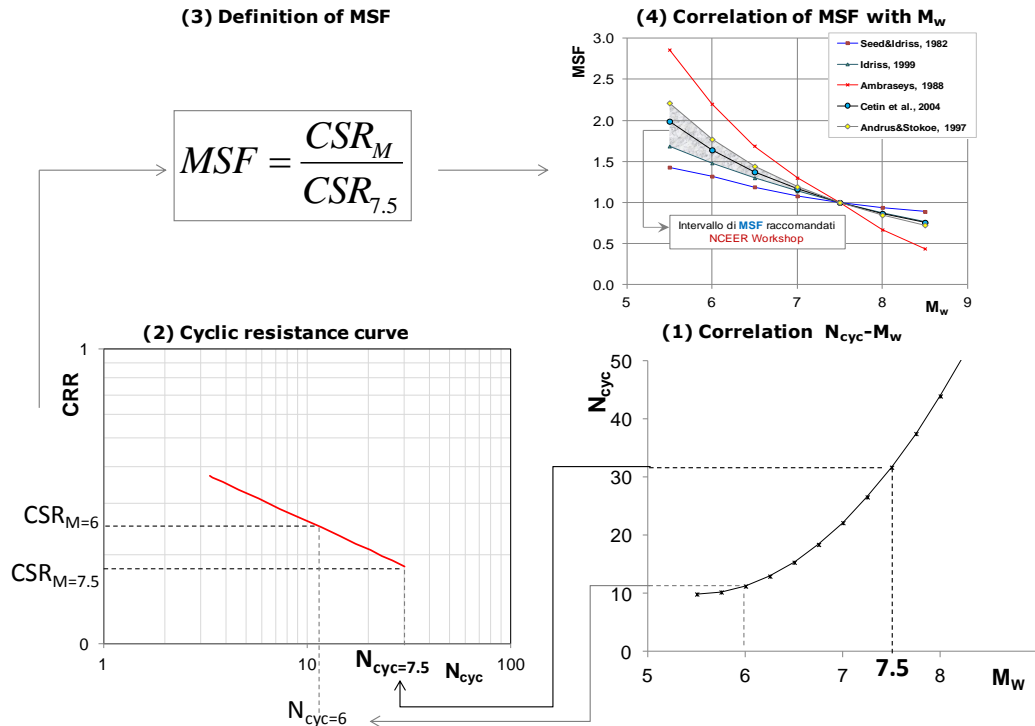 (3) Definition of MSF
MSF = CSR_M / CSR_7.5
(4) Correlation of MSF with M_w
MSF
3.0
2.5
2.0
1.5
1.0
0.5
0.0
5 6 7 8 9
M_w
Seed&Idriss, 1982
Idriss, 1999
Ambraseys, 1988
Cetin et al., 2004
Andrus&Stokoe, 1997
Intervallo di MSF raccomandati
NCEER Workshop
(2) Cyclic resistance curve
CRR
1
0
CSR_M=6
CSR_M=7.5
1 10 100
N_cyc=7.5
N_cyc
N_cyc=6
(1) Correlation N_cyc-M_w
N_cyc
50
40
30
20
10
0
5 6 7 7.5 8
M_W